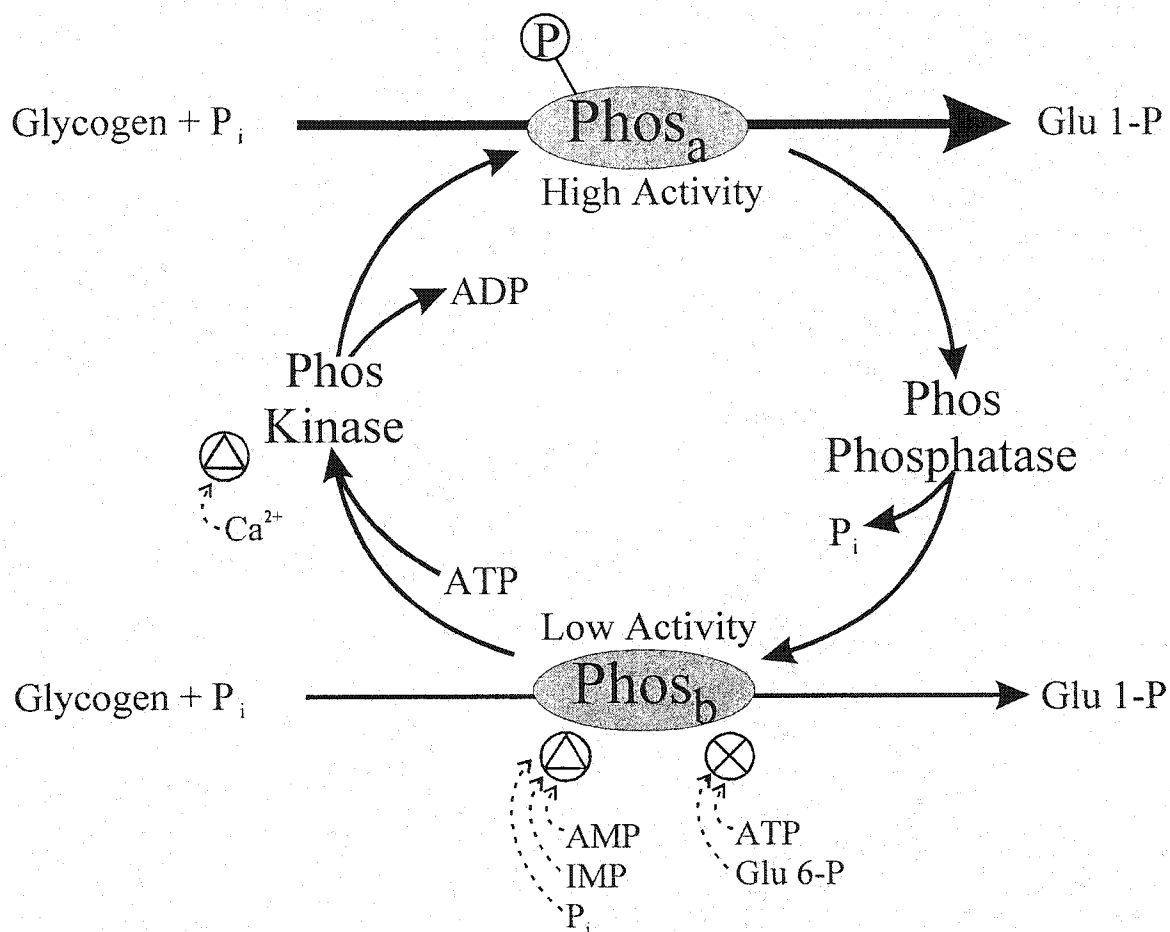 P
Glycogen + Pᵢ
Phosₐ
Glu 1-P
High Activity
ADP
Phos
Kinase
Phos
Phosphatase
Ca²⁺
Pᵢ
ATP
Low Activity
Glycogen + Pᵢ
Phos_b
Glu 1-P
AMP
IMP
Pᵢ
ATP
Glu 6-P